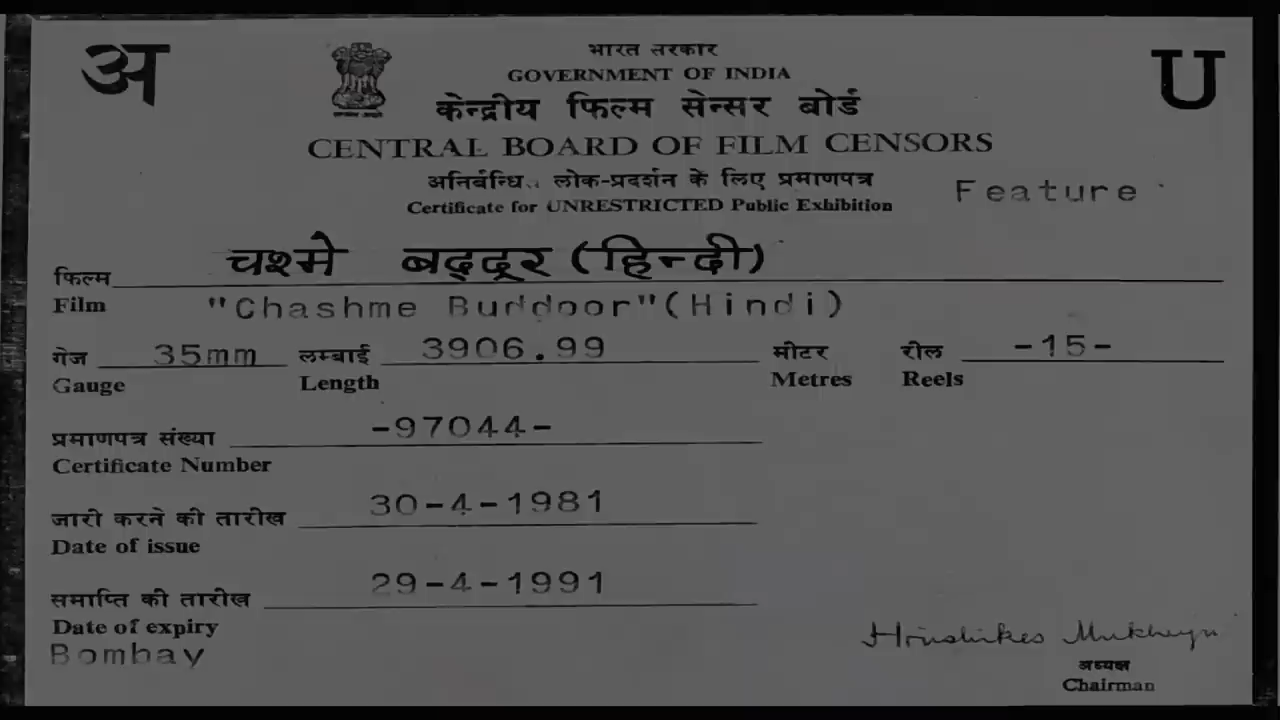 अ
U
भारत सरकार
GOVERNMENT OF INDIA
केन्द्रीय फिल्म सेन्सर बोर्ड
CENTRAL BOARD OF FILM CENSORS
अनिर्बन्धित लोक-प्रदर्शन के लिए प्रमाणपत्र
Certificate for UNRESTRICTED Public Exhibition
Feature
फिल्म चश्मे बद्दूर (हिन्दी)
Film "Chashme Buddoor"(Hindi)
गेज 35mm लम्बाई 3906.99 मीटर रील -15-
Gauge Length Metres Reels
प्रमाणपत्र संख्या -97044-
Certificate Number
जारी करने की तारीख 30-4-1981
Date of issue
समाप्ति की तारीख 29-4-1991
Date of expiry
Bombay
अध्यक्ष
Chairman